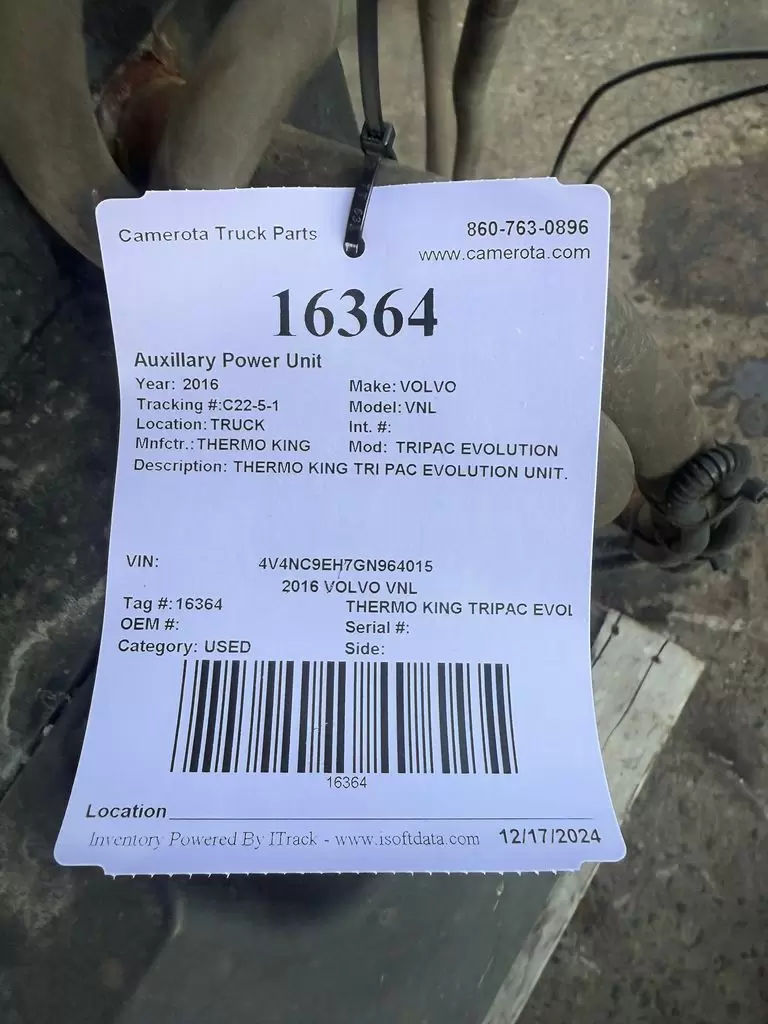 Camerota Truck Parts 860-763-0896
www.camerota.com
16364
Auxillary Power Unit
Year: 2016 Make: VOLVO
Tracking #:C22-5-1 Model: VNL
Location: TRUCK Int. #:
Mnfctr.: THERMO KING Mod: TRIPAC EVOLUTION
Description: THERMO KING TRI PAC EVOLUTION UNIT.
VIN: 4V4NC9EH7GN964015
2016 VOLVO VNL
Tag #: 16364 THERMO KING TRIPAC EVOL
OEM #: Serial #:
Category: USED Side:
16364
Location
Inventory Powered By ITrack - www.isoftdata.com 12/17/2024